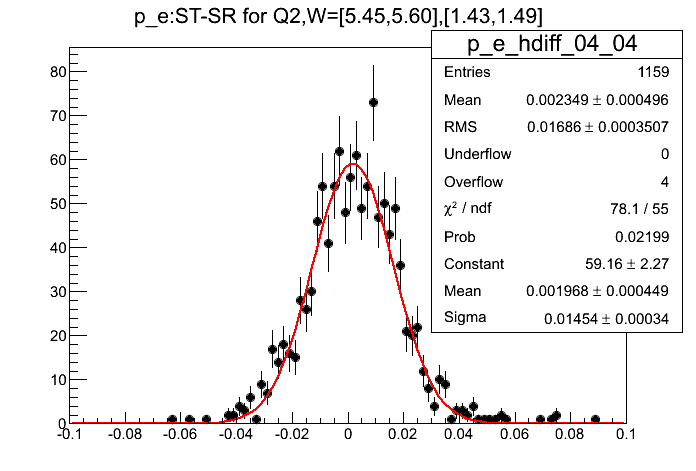 p_e:ST-SR for Q2,W=[5.45,5.60],[1.43,1.49]
p_e_hdiff_04_04
Entries 1159
Mean 0.002349 ± 0.000496
RMS 0.01686 ± 0.0003507
Underflow 0
Overflow 4
χ² / ndf 78.1 / 55
Prob 0.02199
Constant 59.16 ± 2.27
Mean 0.001968 ± 0.000449
Sigma 0.01454 ± 0.00034
80
70
60
50
40
30
20
10
0
-0.1 -0.08 -0.06 -0.04 -0.02 0 0.02 0.04 0.06 0.08 0.1